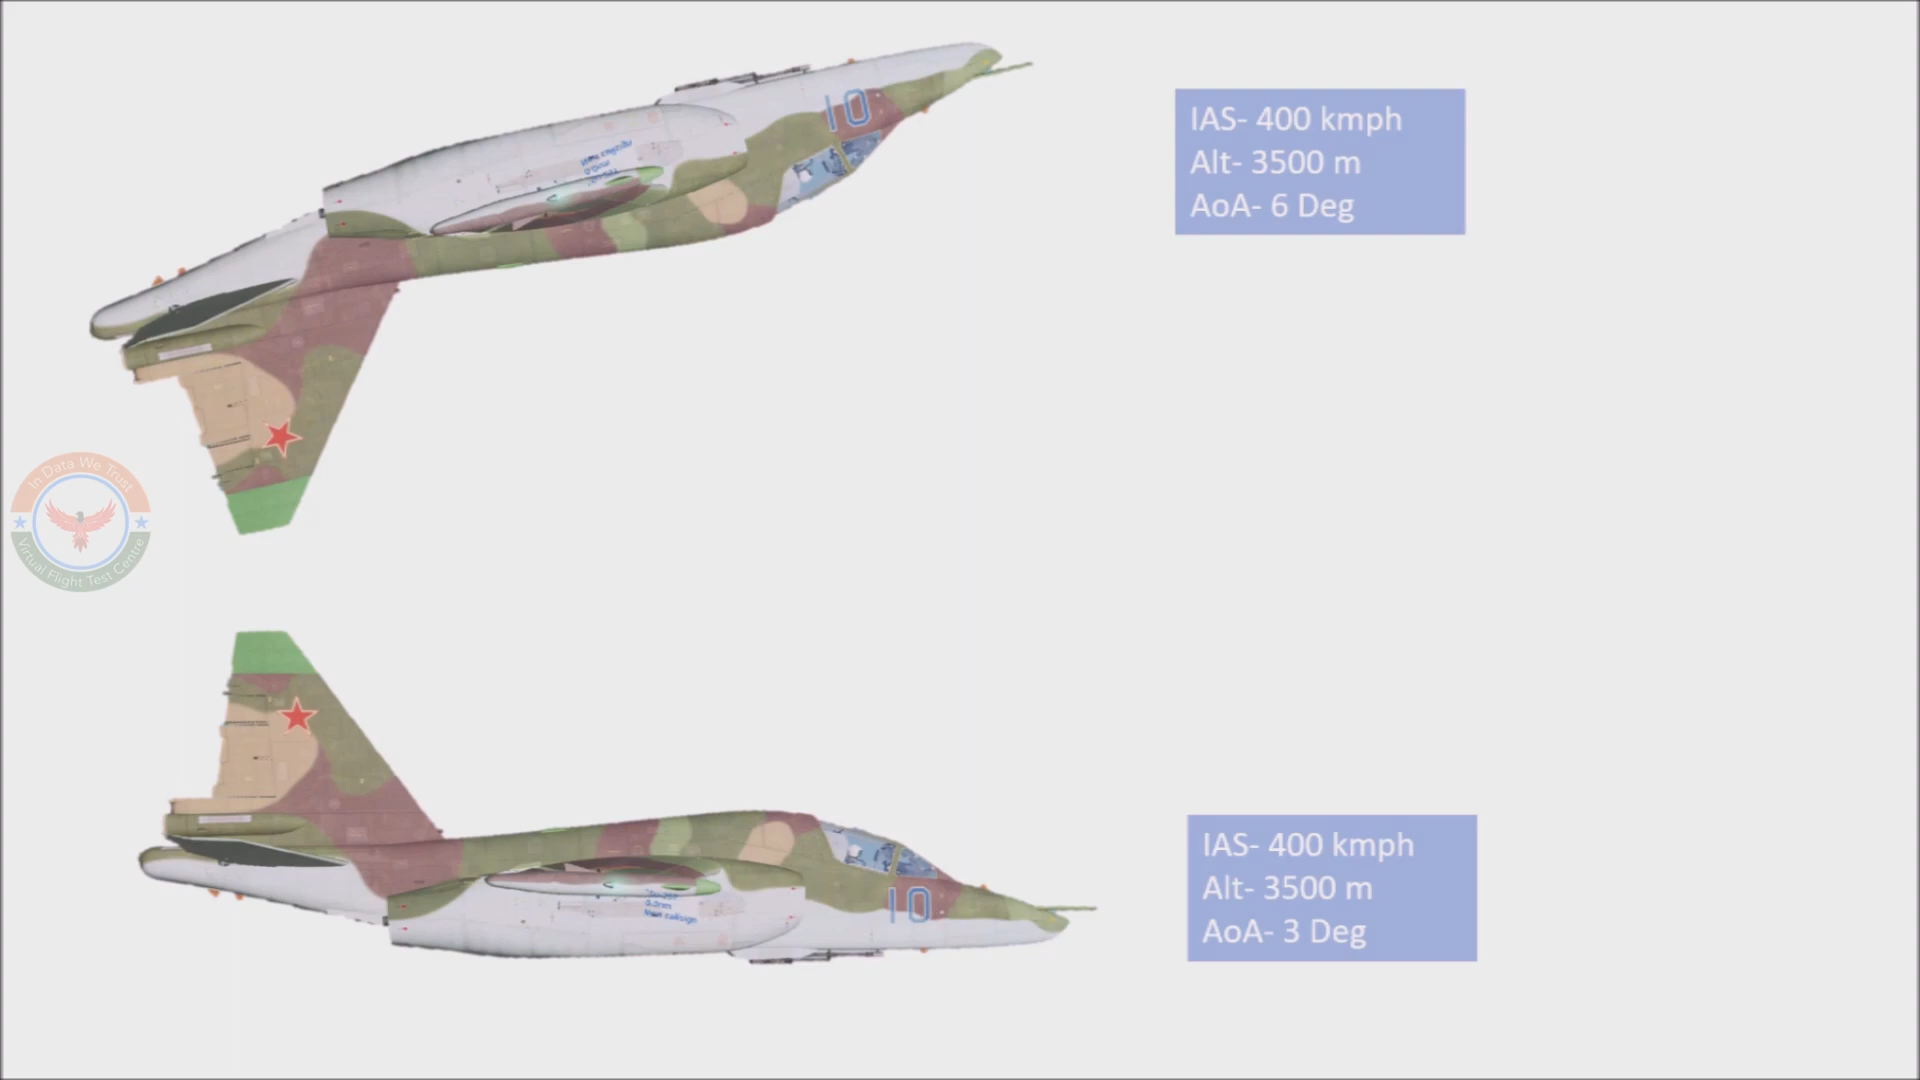 10
IAS- 400 kmph
Alt- 3500 m
AoA- 6 Deg
In Data We Trust
Virtual Flight Test Centre
10
IAS- 400 kmph
Alt- 3500 m
AoA- 3 Deg